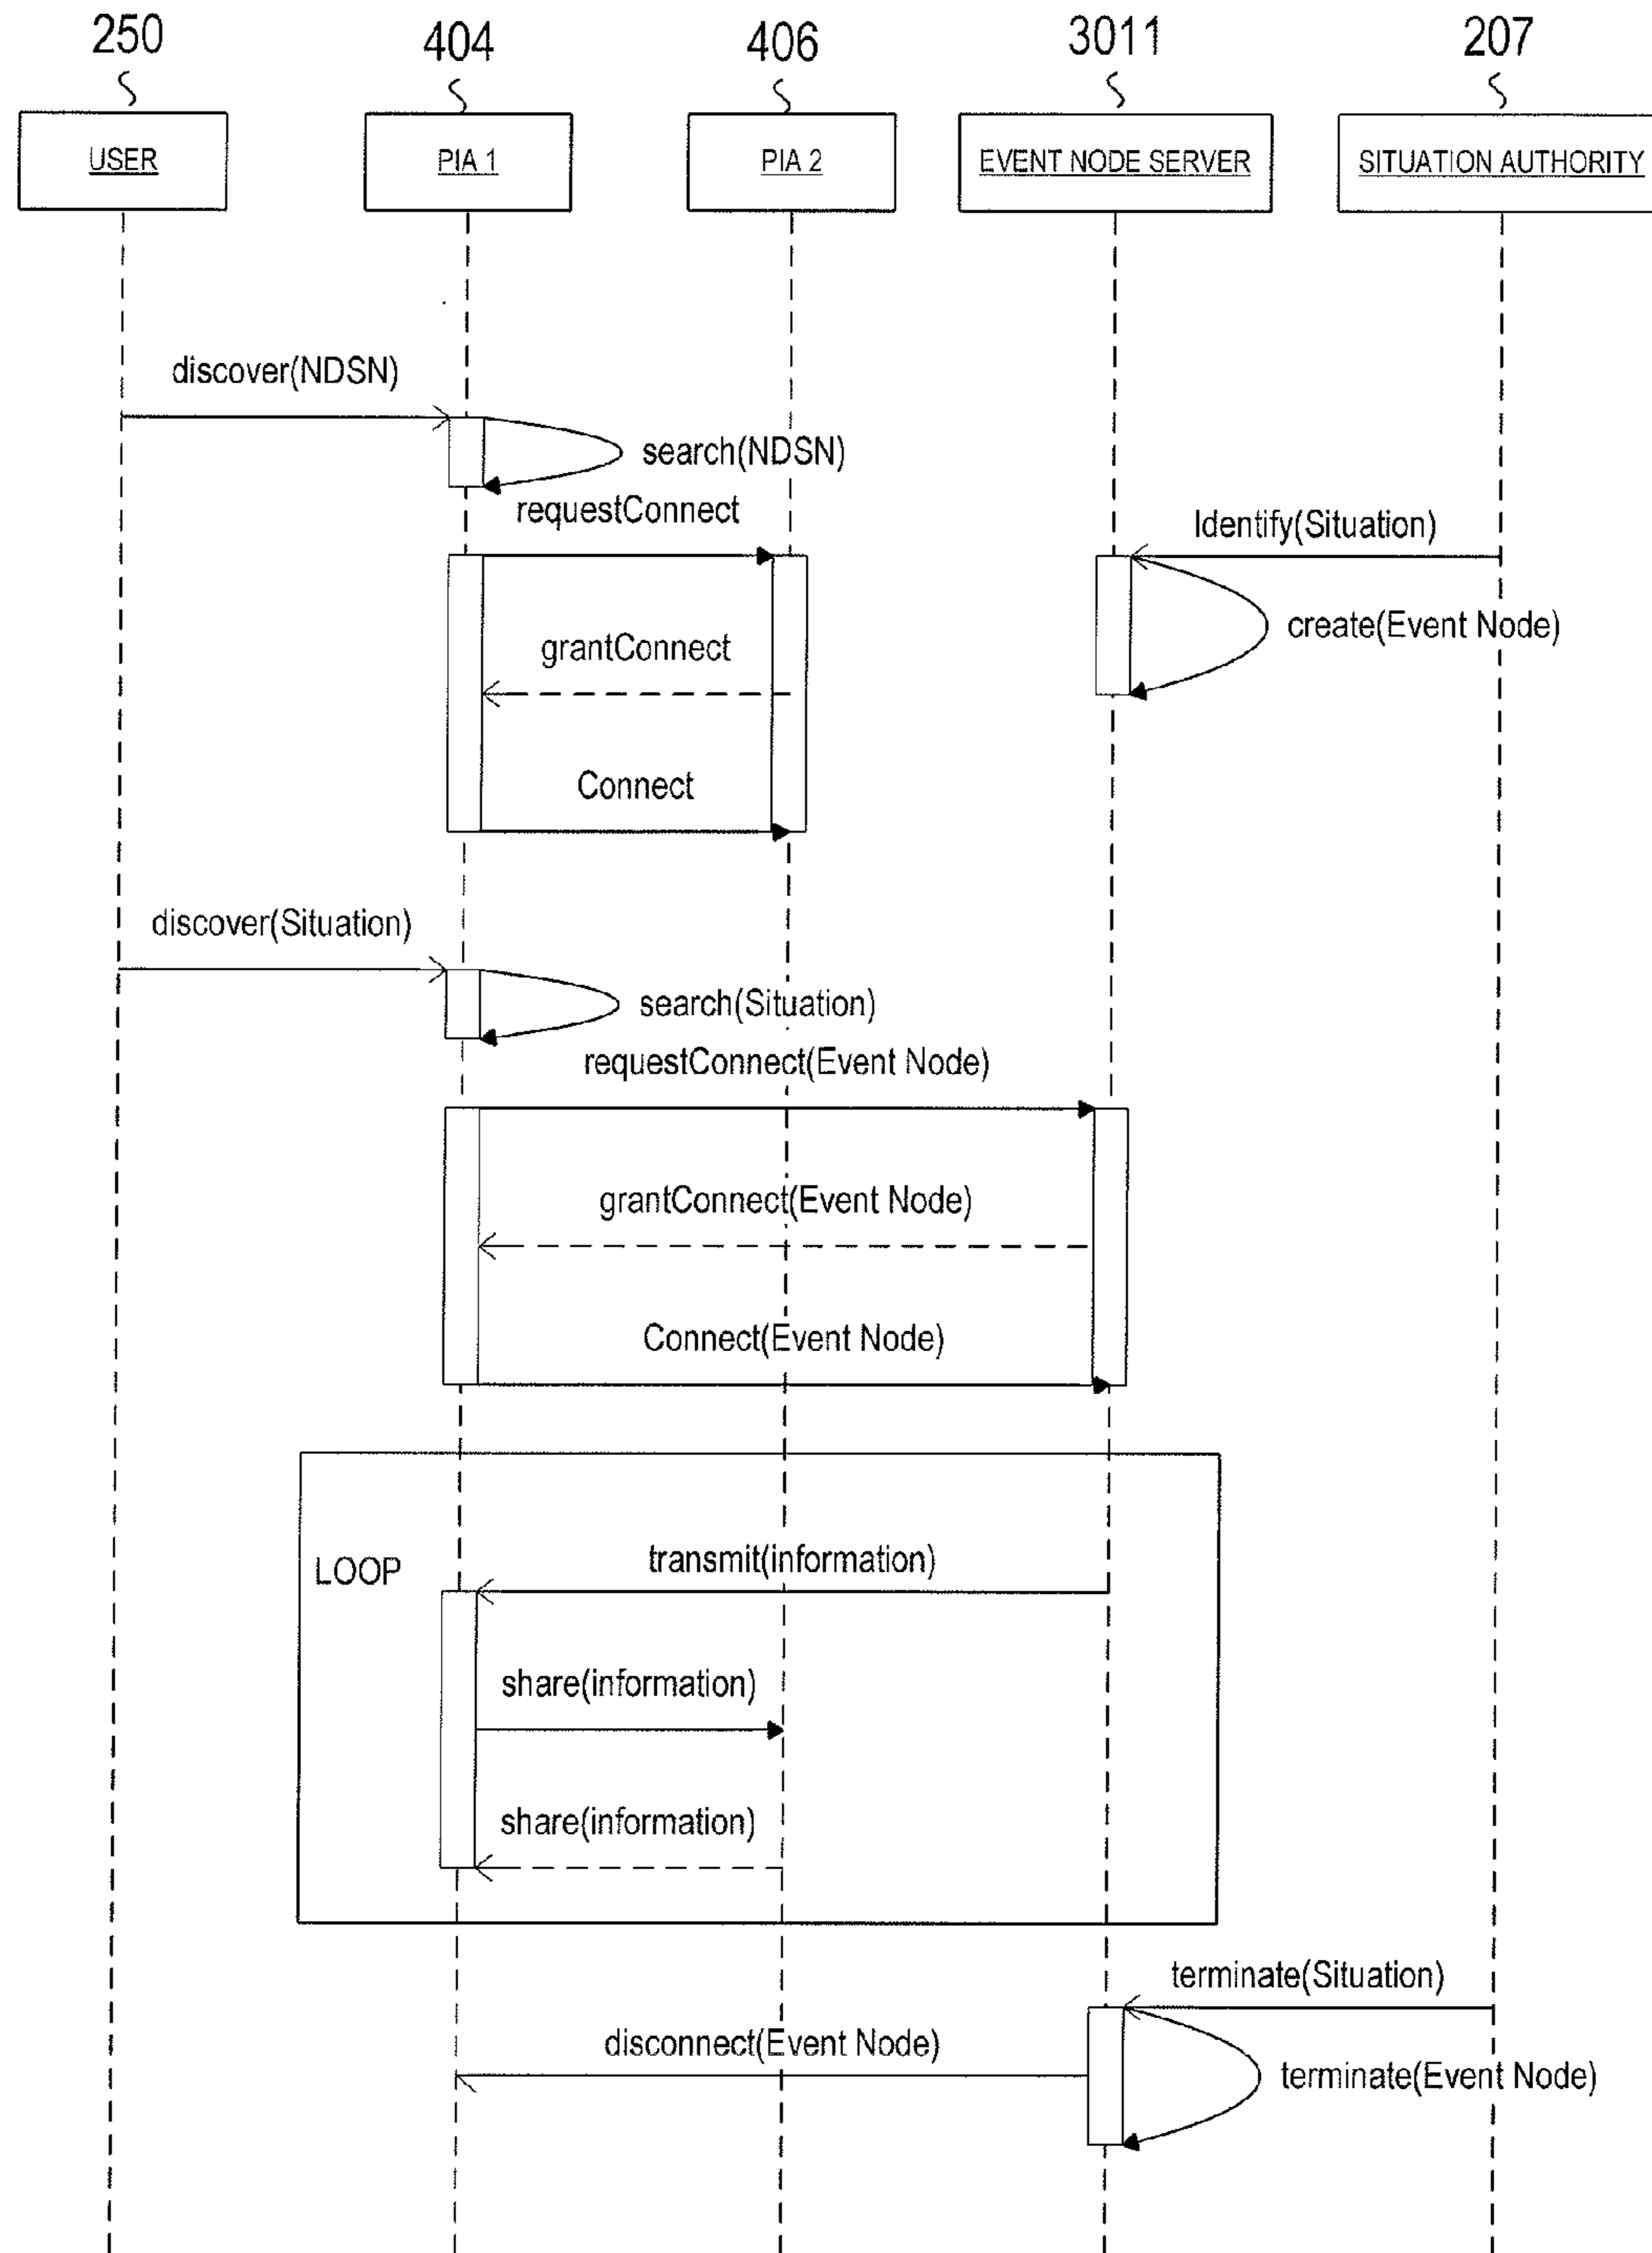 250 404 406 3011 207
USER PIA 1 PIA 2 EVENT NODE SERVER SITUATION AUTHORITY
discover(NDSN)
search(NDSN)
requestConnect
Identify(Situation)
create(Event Node)
grantConnect
Connect
discover(Situation)
search(Situation)
requestConnect(Event Node)
grantConnect(Event Node)
Connect(Event Node)
transmit(information)
LOOP
share(information)
share(information)
terminate(Situation)
disconnect(Event Node)
terminate(Event Node)